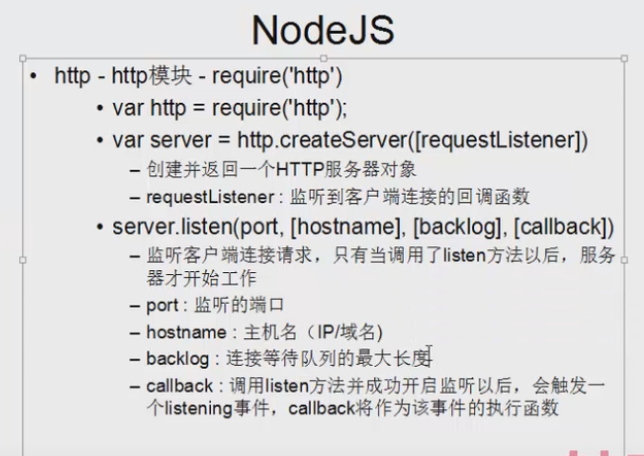 NodeJS
• http - http模块 - require('http')
• var http = require('http');
• var server = http.createServer([requestListener])
– 创建并返回一个HTTP服务器对象
– requestListener : 监听到客户端连接的回调函数
• server.listen(port, [hostname], [backlog], [callback])
– 监听客户端连接请求，只有当调用了listen方法以后，服务
器才开始工作
– port : 监听的端口
– hostname : 主机名（IP/域名)
– backlog : 连接等待队列的最大长度
– callback : 调用listen方法并成功开启监听以后，会触发一
个listening事件，callback将作为该事件的执行函数